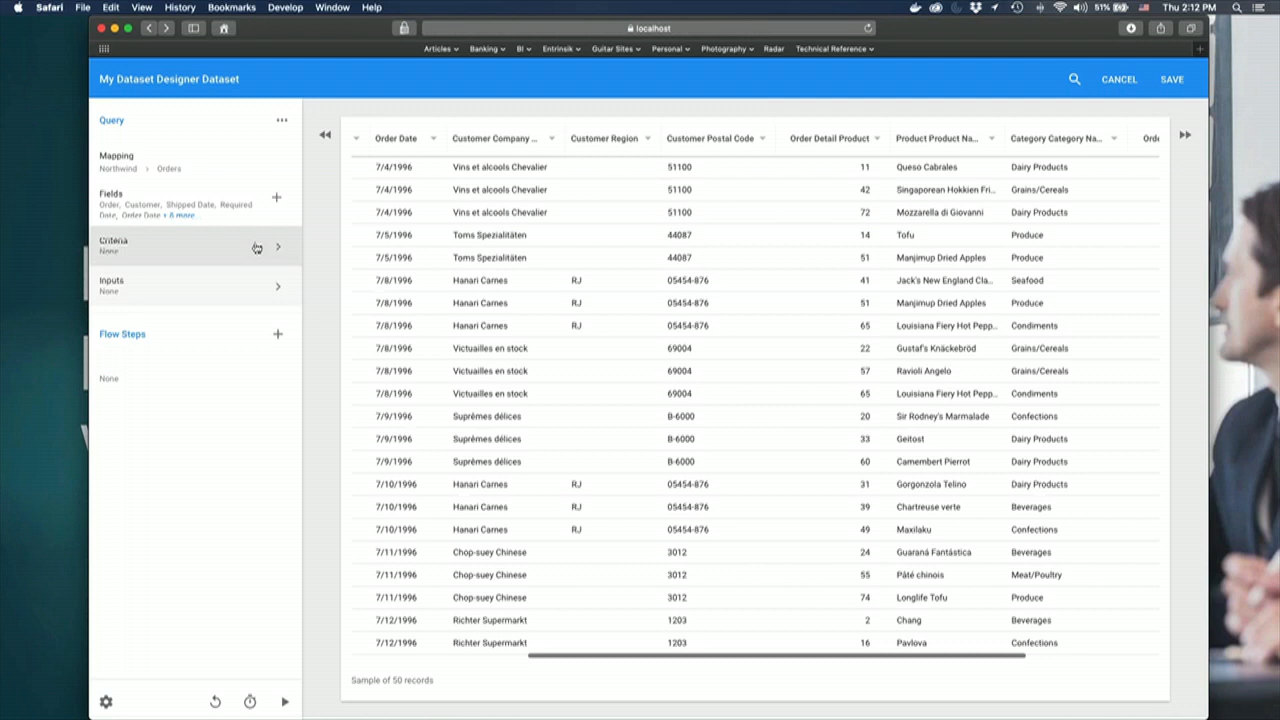 Safari File Edit View History Bookmarks Develop Window Help 51% Thu 2:12 PM
localhost
Articles Banking BI Entrinsik Guitar Sites Personal Photography Radar Technical Reference
My Dataset Designer Dataset CANCEL SAVE
Query
Mapping
Northwind > Orders
Fields
Order, Customer, Shipped Date, Required
Date, Order Date + 8 more...
Criteria
None
Inputs
None
Flow Steps
None
Order Date Customer Company ... Customer Region Customer Postal Code Order Detail Product Product Product Na... Category Category Na... Orde
7/4/1996 Vins et alcools Chevalier 51100 11 Queso Cabrales Dairy Products
7/4/1996 Vins et alcools Chevalier 51100 42 Singaporean Hokkien Fri... Grains/Cereals
7/4/1996 Vins et alcools Chevalier 51100 72 Mozzarella di Giovanni Dairy Products
7/5/1996 Toms Spezialitäten 44087 14 Tofu Produce
7/5/1996 Toms Spezialitäten 44087 51 Manjimup Dried Apples Produce
7/8/1996 Hanari Carnes RJ 05454-876 41 Jack's New England Cla... Seafood
7/8/1996 Hanari Carnes RJ 05454-876 51 Manjimup Dried Apples Produce
7/8/1996 Hanari Carnes RJ 05454-876 65 Louisiana Fiery Hot Pepp... Condiments
7/8/1996 Victuailles en stock 69004 22 Gustaf's Knäckebröd Grains/Cereals
7/8/1996 Victuailles en stock 69004 57 Ravioli Angelo Grains/Cereals
7/8/1996 Victuailles en stock 69004 65 Louisiana Fiery Hot Pepp... Condiments
7/9/1996 Suprêmes délices B-6000 20 Sir Rodney's Marmalade Confections
7/9/1996 Suprêmes délices B-6000 33 Geitost Dairy Products
7/9/1996 Suprêmes délices B-6000 60 Camembert Pierrot Dairy Products
7/10/1996 Hanari Carnes RJ 05454-876 31 Gorgonzola Telino Dairy Products
7/10/1996 Hanari Carnes RJ 05454-876 39 Chartreuse verte Beverages
7/10/1996 Hanari Carnes RJ 05454-876 49 Maxilaku Confections
7/11/1996 Chop-suey Chinese 3012 24 Guaraná Fantástica Beverages
7/11/1996 Chop-suey Chinese 3012 55 Pâté chinois Meat/Poultry
7/11/1996 Chop-suey Chinese 3012 74 Longlife Tofu Produce
7/12/1996 Richter Supermarkt 1203 2 Chang Beverages
7/12/1996 Richter Supermarkt 1203 16 Pavlova Confections
Sample of 50 records